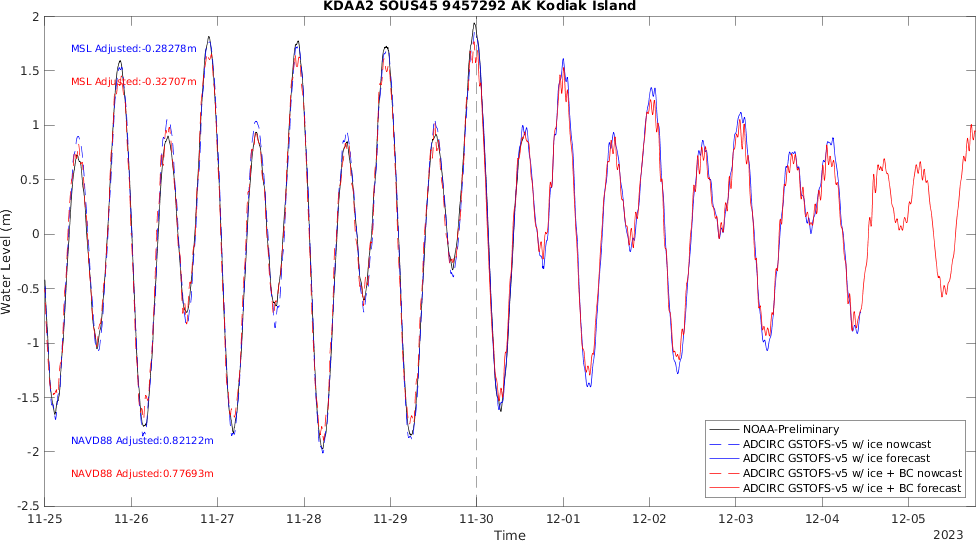 KDAA2 SOUS45 9457292 AK Kodiak Island
2
1.5
1
0.5
0
-0.5
-1
-1.5
-2
-2.5
Water Level (m)
MSL Adjusted:-0.28278m
MSL Adjusted:-0.32707m
NAVD88 Adjusted:0.82122m
NAVD88 Adjusted:0.77693m
NOAA-Preliminary
ADCIRC GSTOFS-v5 w/ ice nowcast
ADCIRC GSTOFS-v5 w/ ice forecast
ADCIRC GSTOFS-v5 w/ ice + BC nowcast
ADCIRC GSTOFS-v5 w/ ice + BC forecast
11-25 11-26 11-27 11-28 11-29 11-30 12-01 12-02 12-03 12-04 12-05
Time
2023